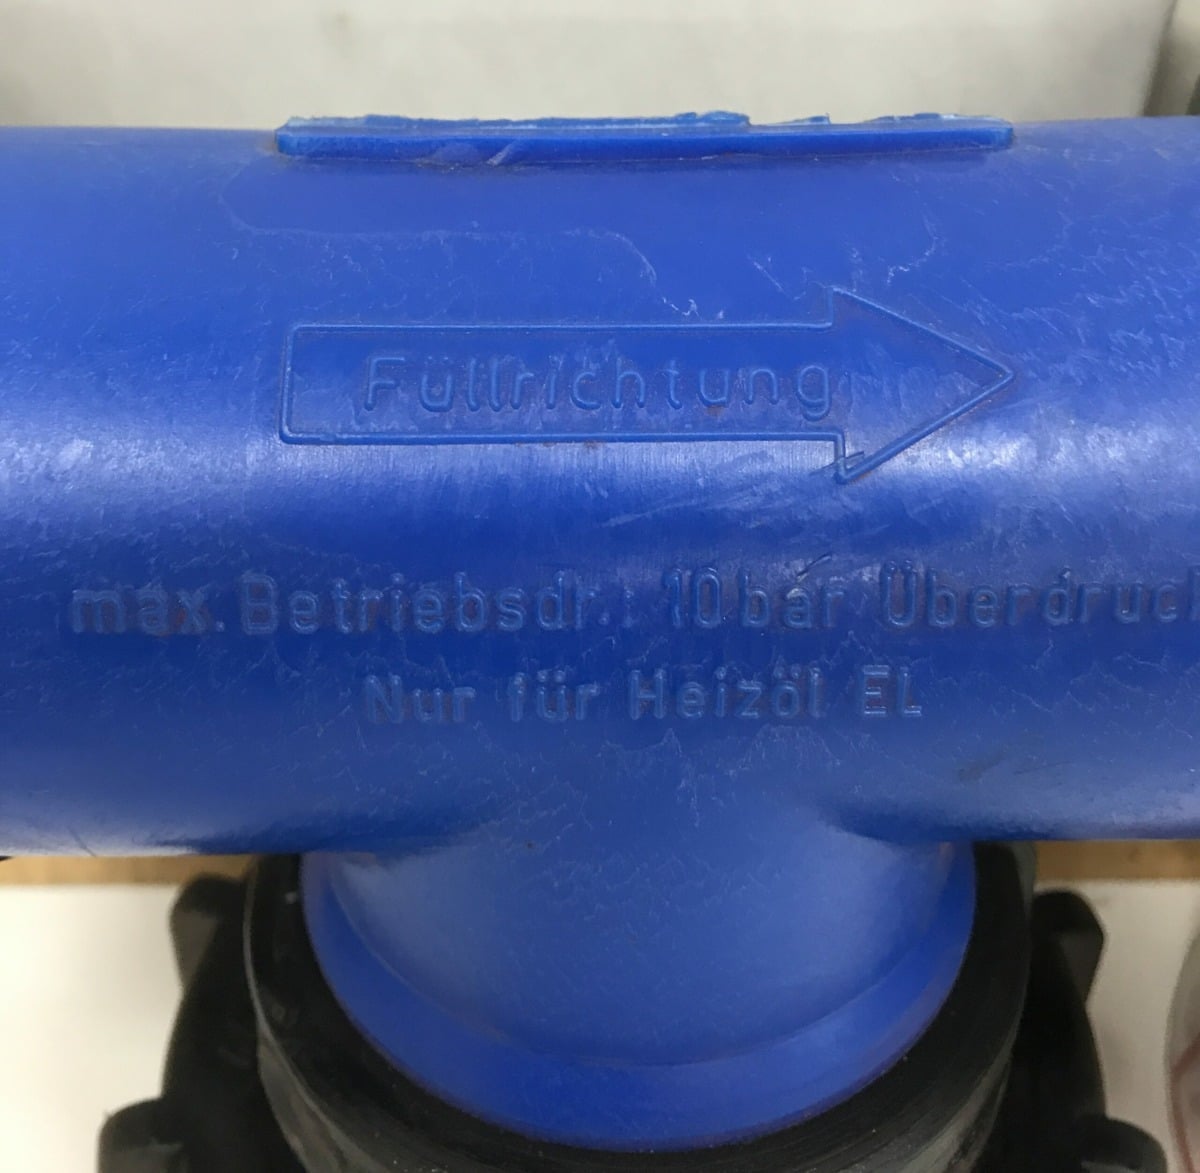 Füllrichtung
max. Betriebsdr.: 10 bar Überdruck
Nur für Heizöl EL